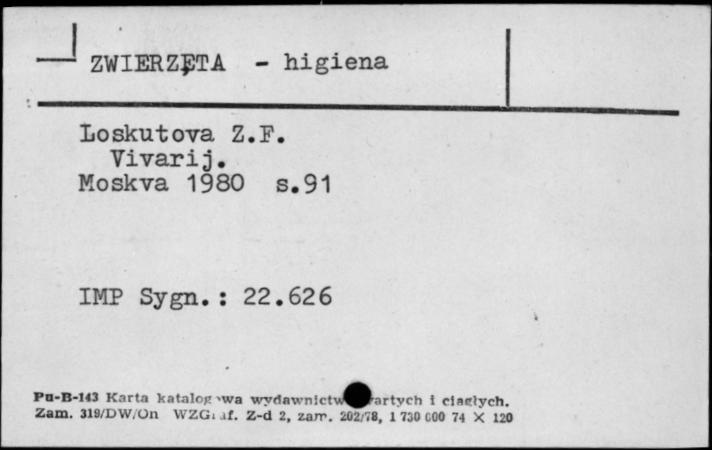 ZWIERZĘTA - higiena
Loskutova Z.F.
Vivarij.
Moskva 1980 s.91
IMP Sygn.: 22.626
Pu-B-143 Karta katalogowa wydawnictw zwartych i ciągłych.
Zam. 319/DW/On WZGraf. Z-d 2, zam. 202/78, 1 730 000 74 X 120